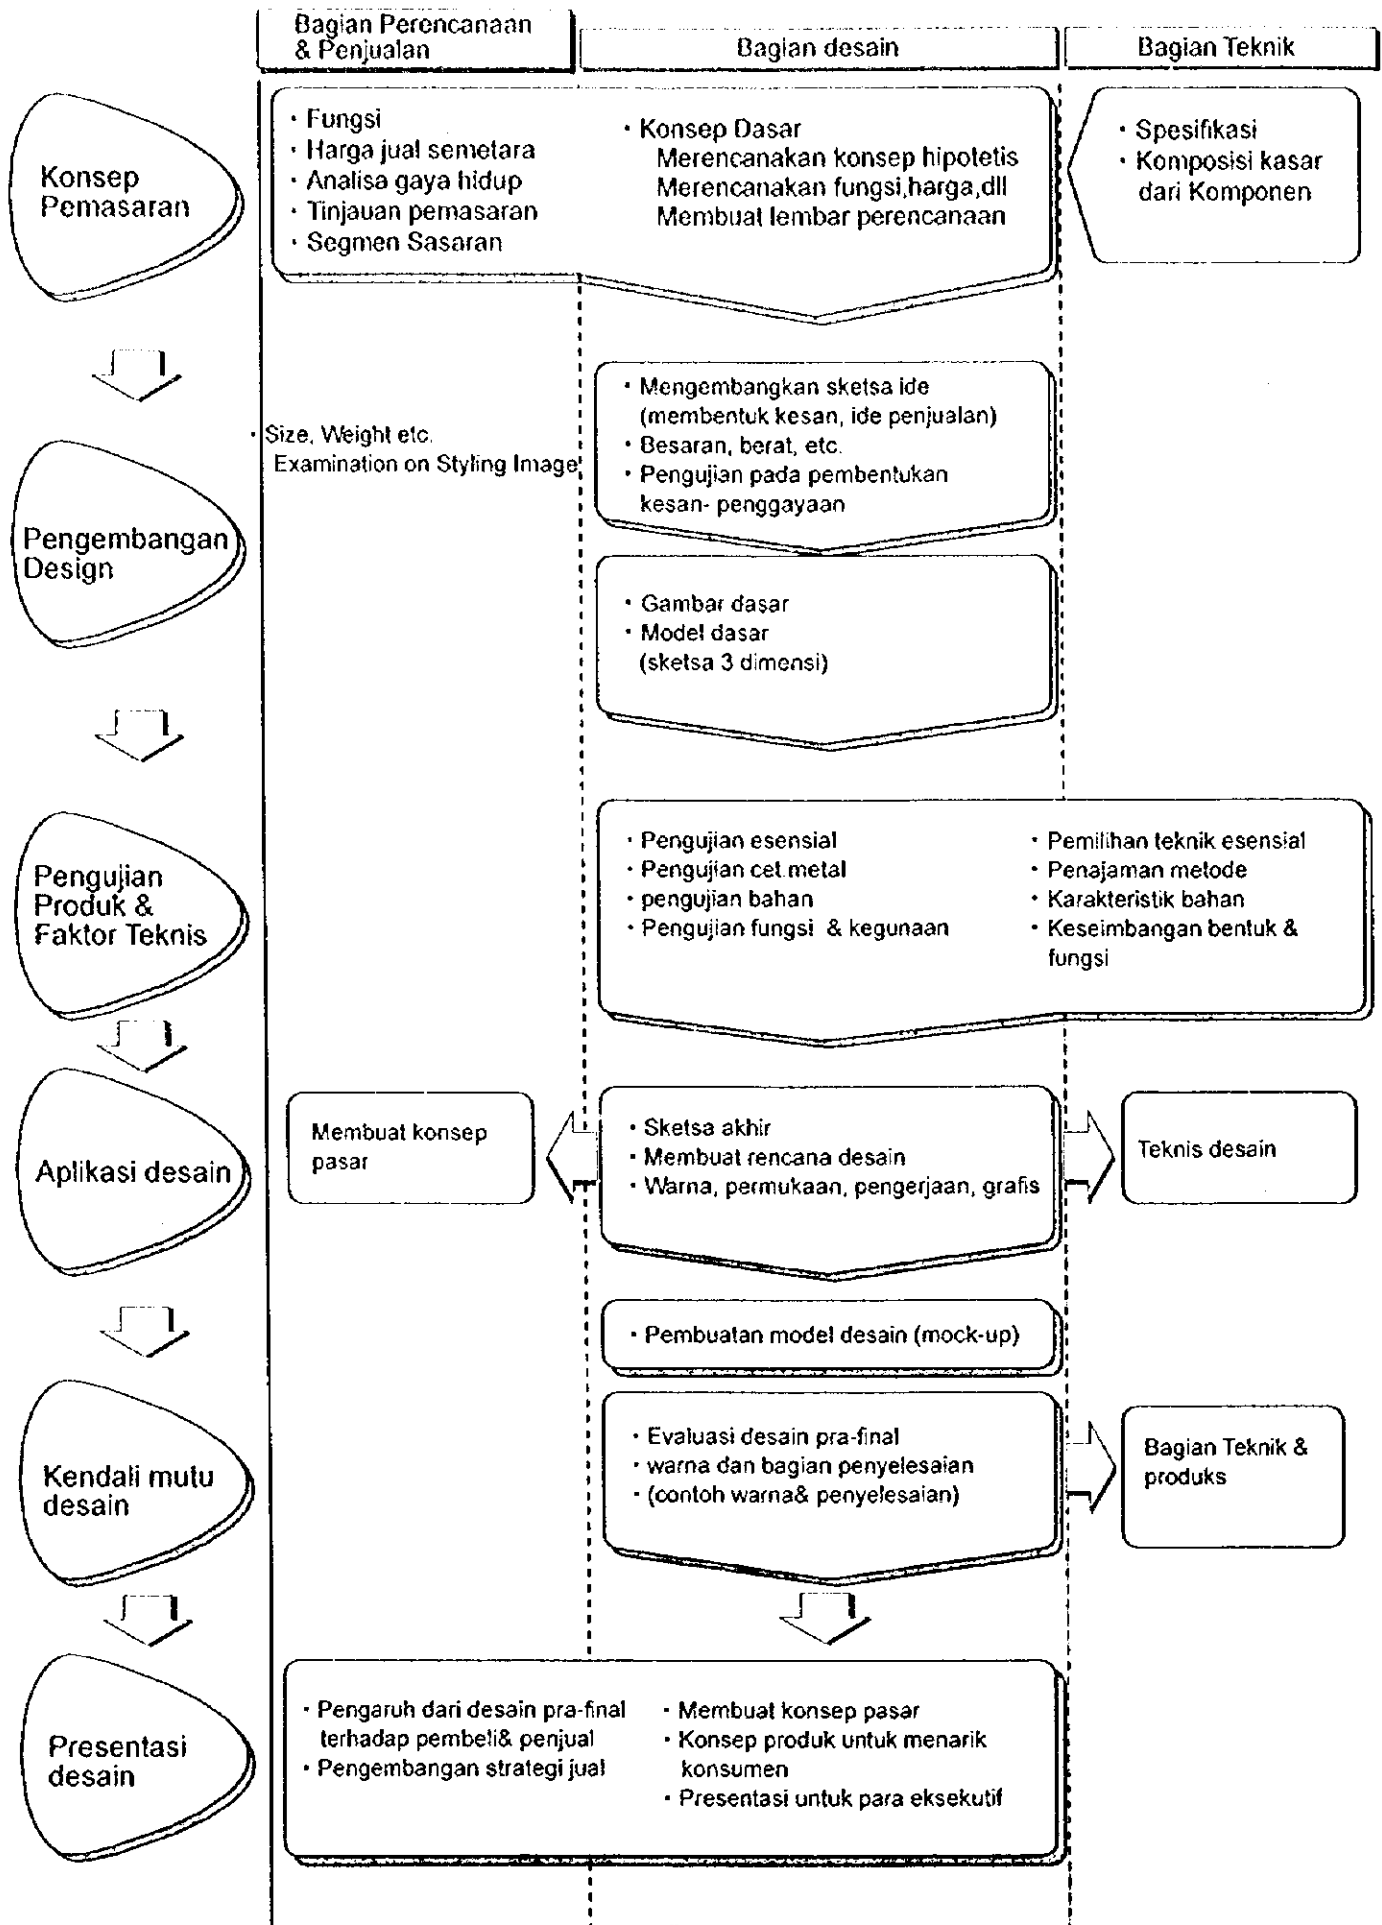 Bagian Perencanaan
& Penjualan
Bagian desain
Bagian Teknik
Konsep
Pemasaran
· Fungsi
· Harga jual semetara
· Analisa gaya hidup
· Tinjauan pemasaran
· Segmen Sasaran
· Konsep Dasar
Merencanakan konsep hipotetis
Merencanakan fungsi,harga,dll
Membuat lembar perencanaan
· Spesifikasi
· Komposisi kasar
dari Komponen
Pengembangan
Design
· Size, Weight etc.
Examination on Styling Image
· Mengembangkan sketsa ide
(membentuk kesan, ide penjualan)
· Besaran, berat, etc.
· Pengujian pada pembentukan
kesan- penggayaan
· Gambar dasar
· Model dasar
(sketsa 3 dimensi)
Pengujian
Produk &
Faktor Teknis
· Pengujian esensial
· Pengujian cet.metal
· pengujian bahan
· Pengujian fungsi & kegunaan
· Pemilihan teknik esensial
· Penajaman metode
· Karakteristik bahan
· Keseimbangan bentuk &
fungsi
Aplikasi desain
Membuat konsep
pasar
· Sketsa akhir
· Membuat rencana desain
· Warna, permukaan, pengerjaan, grafis
Teknis desain
· Pembuatan model desain (mock-up)
Kendali mutu
desain
· Evaluasi desain pra-final
· warna dan bagian penyelesaian
· (contoh warna& penyelesaian)
Bagian Teknik &
produks
Presentasi
desain
· Pengaruh dari desain pra-final
terhadap pembeli& penjual
· Pengembangan strategi jual
· Membuat konsep pasar
· Konsep produk untuk menarik
konsumen
· Presentasi untuk para eksekutif